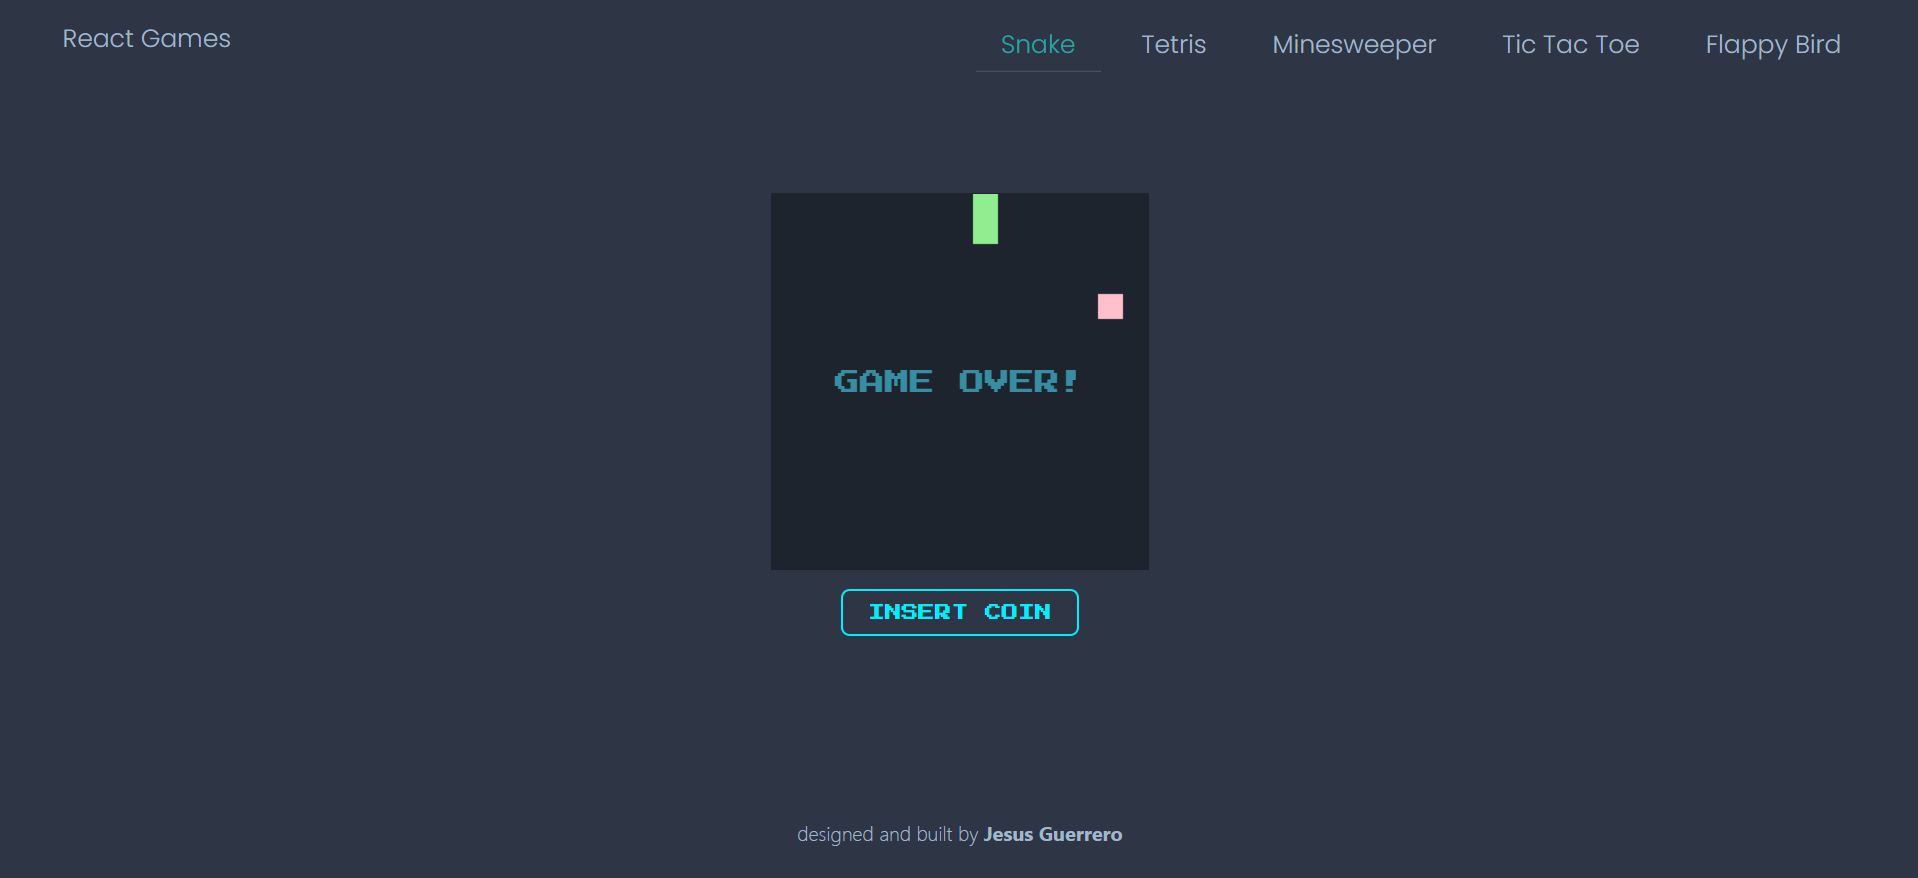 React Games
Snake Tetris Minesweeper Tic Tac Toe Flappy Bird
GAME OVER!
INSERT COIN
designed and built by Jesus Guerrero